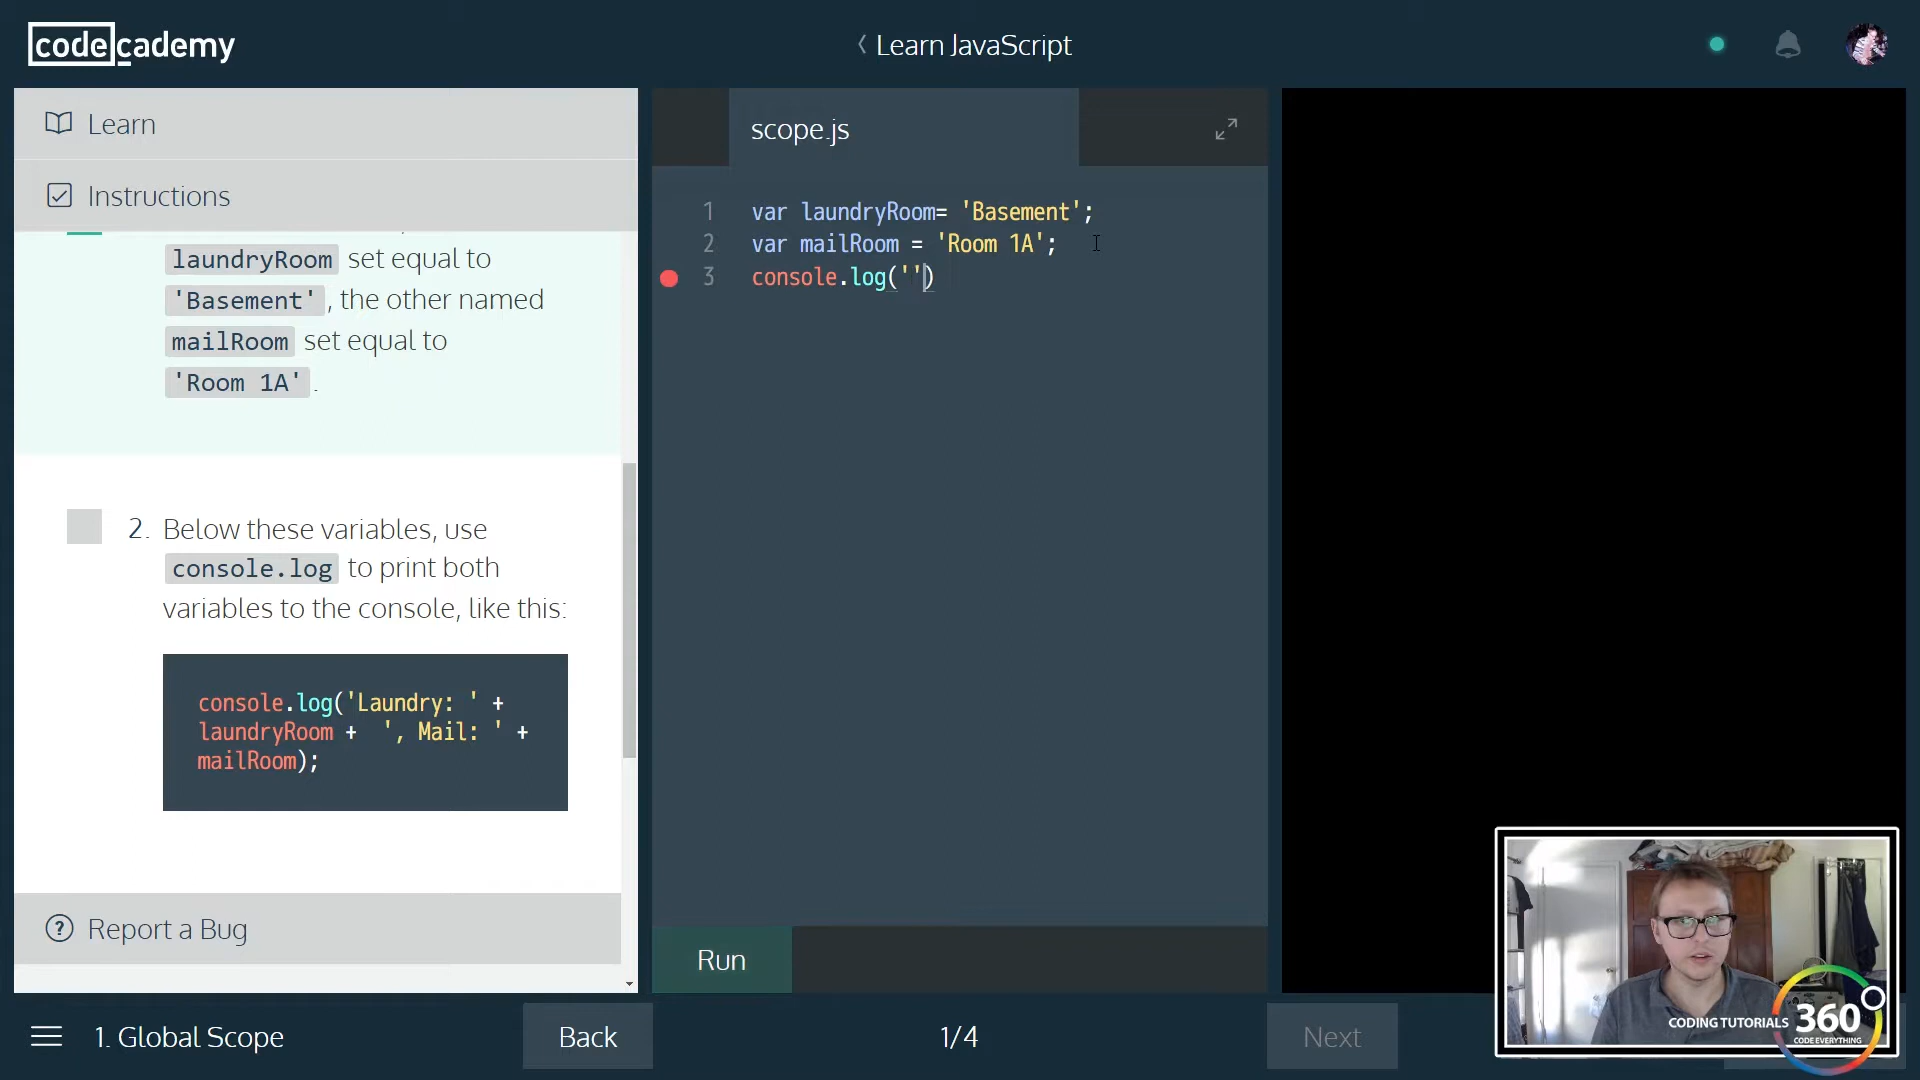 codecademy
Learn JavaScript
Learn
Instructions
laundryRoom set equal to
'Basement' , the other named
mailRoom set equal to
'Room 1A' .
2. Below these variables, use
console.log to print both
variables to the console, like this:
console.log('Laundry: ' +
laundryRoom +  ', Mail: ' +
mailRoom);
Report a Bug
scope.js
1 var laundryRoom= 'Basement';
2 var mailRoom = 'Room 1A';
3 console.log('')
Run
1. Global Scope
Back
1/4
Next
CODING TUTORIALS 360
CODE EVERYTHING